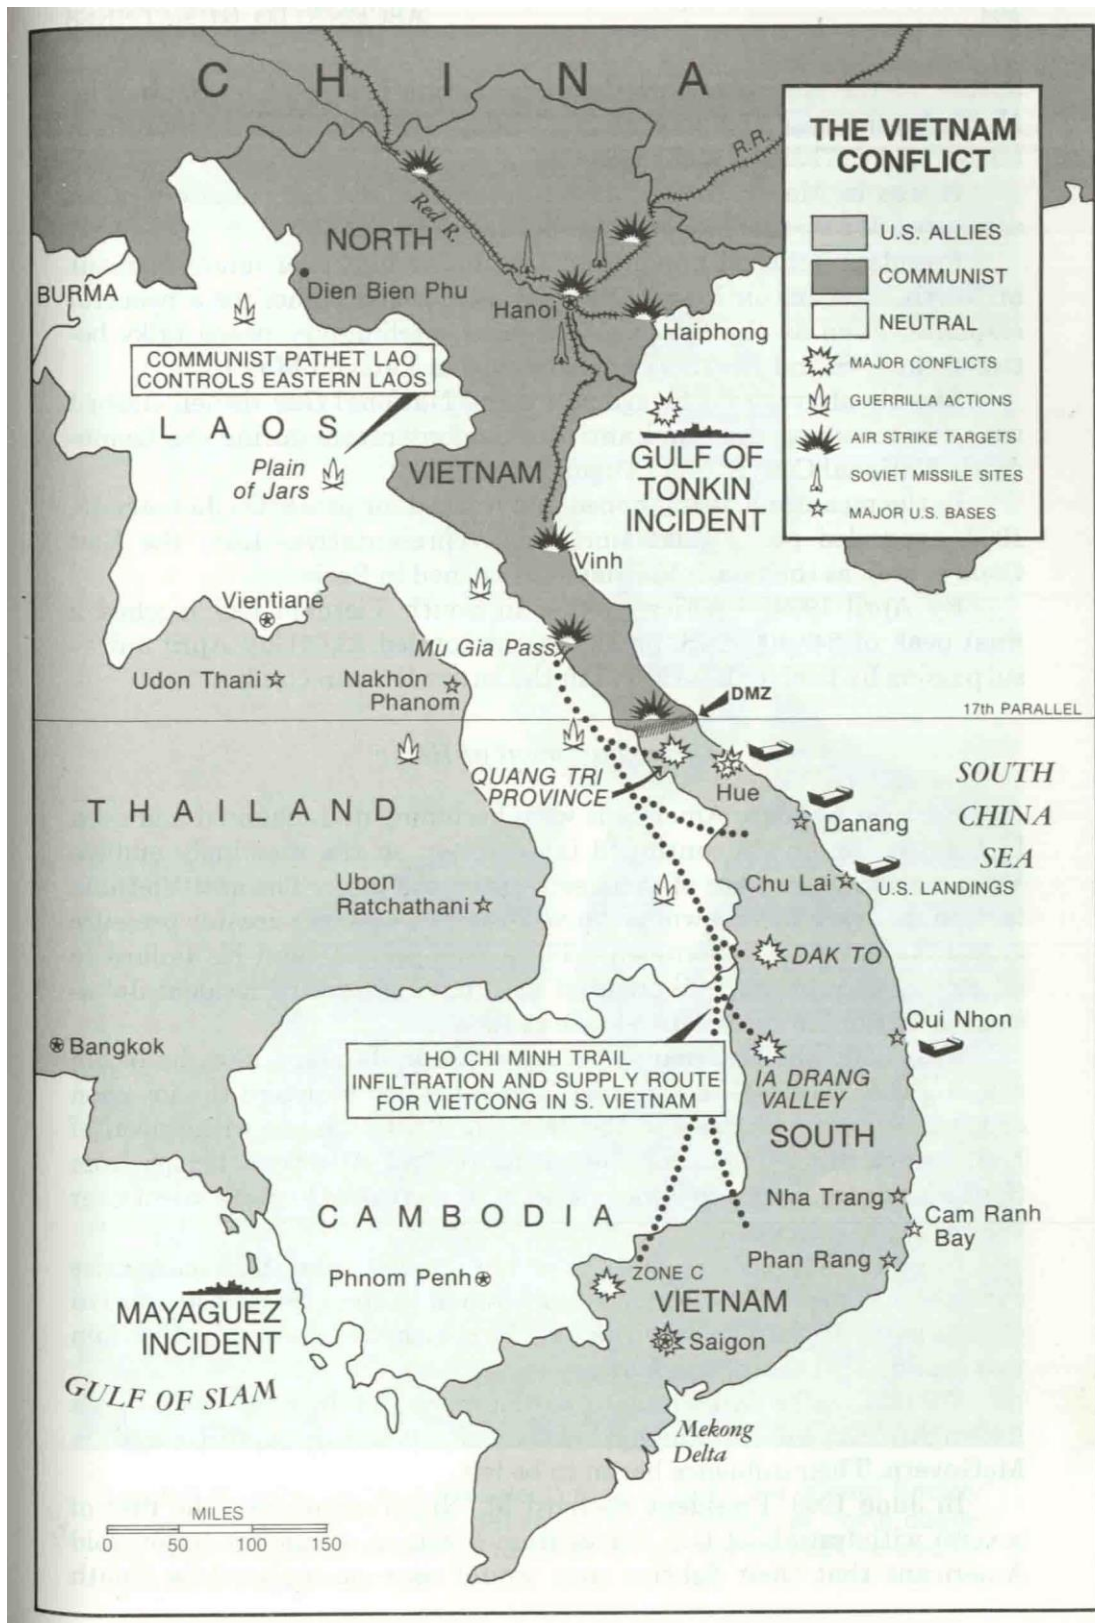 C H I N A
THE VIETNAM
CONFLICT
U.S. ALLIES
COMMUNIST
NEUTRAL
MAJOR CONFLICTS
GUERRILLA ACTIONS
AIR STRIKE TARGETS
SOVIET MISSILE SITES
MAJOR U.S. BASES
R.R.
Red R.
NORTH
BURMA
Dien Bien Phu
Hanoi
Haiphong
COMMUNIST PATHET LAO
CONTROLS EASTERN LAOS
LAOS
Plain
of Jars
VIETNAM
GULF OF
TONKIN
INCIDENT
Vinh
Vientiane
Mu Gia Pass
Udon Thani
Nakhon
Phanom
DMZ
17th PARALLEL
QUANG TRI
PROVINCE
Hue
SOUTH
CHINA
SEA
THAILAND
Danang
Ubon
Ratchathani
Chu Lai
U.S. LANDINGS
DAK TO
Qui Nhon
Bangkok
HO CHI MINH TRAIL
INFILTRATION AND SUPPLY ROUTE
FOR VIETCONG IN S. VIETNAM
IA DRANG
VALLEY
SOUTH
Nha Trang
CAMBODIA
Cam Ranh
Bay
Phan Rang
Phnom Penh
ZONE C
VIETNAM
MAYAGUEZ
INCIDENT
Saigon
GULF OF SIAM
Mekong
Delta
MILES
0 50 100 150